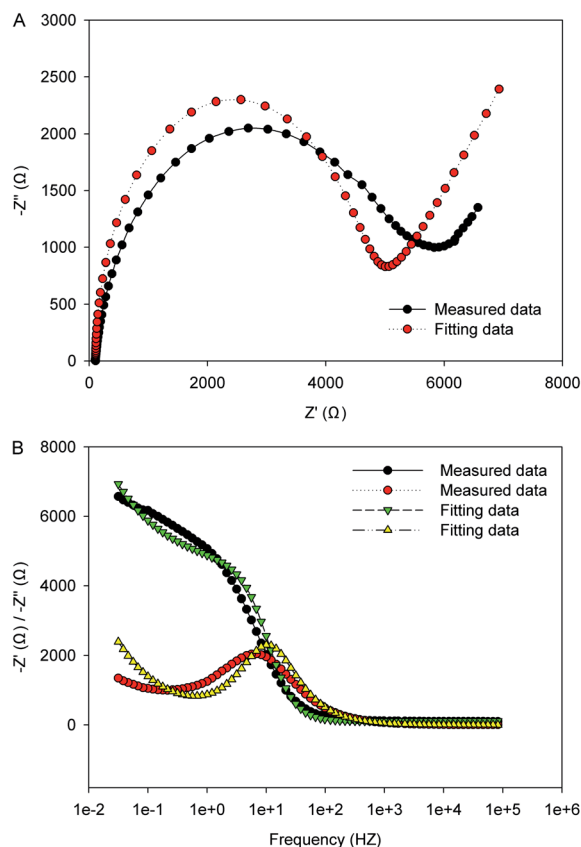 A
3000
2500
2000
1500
1000
500
0
-Z" (Ω)
Measured data
Fitting data
0 2000 4000 6000 8000
Z' (Ω)
B
8000
6000
4000
2000
0
-Z' (Ω) / -Z" (Ω)
Measured data
Measured data
Fitting data
Fitting data
1e-2 1e-1 1e+0 1e+1 1e+2 1e+3 1e+4 1e+5 1e+6
Frequency (HZ)